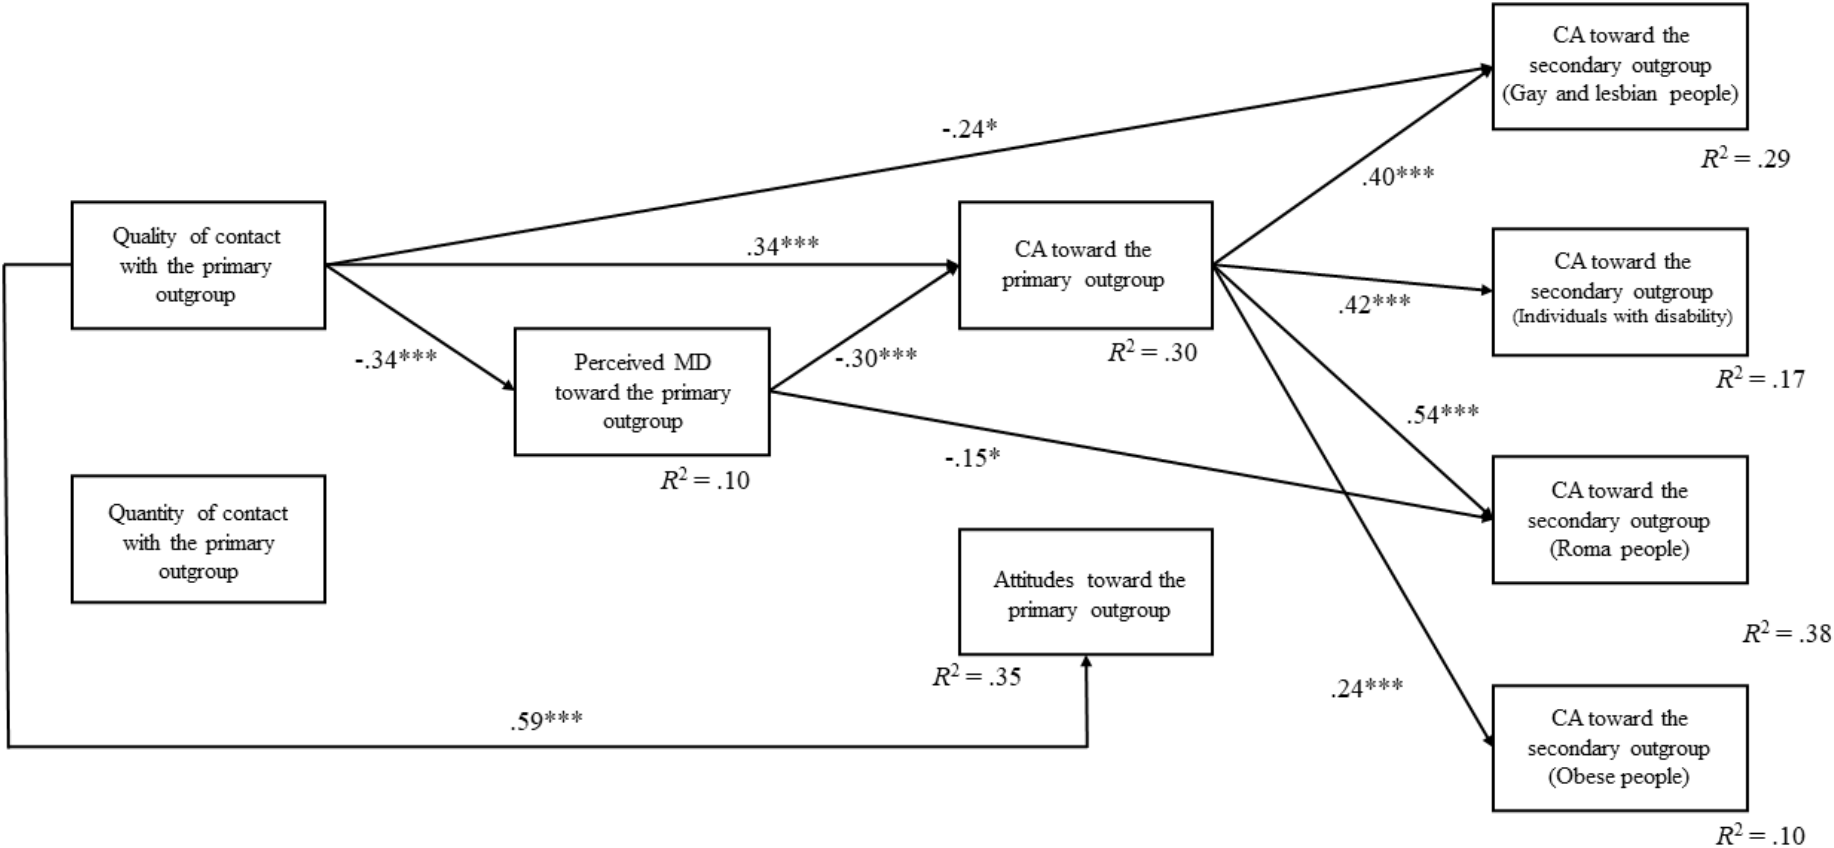 CA toward the
secondary outgroup
(Gay and lesbian people)
R² = .29
-.24*
.40***
Quality of contact
with the primary
outgroup
.34***
CA toward the
primary outgroup
R² = .30
CA toward the
secondary outgroup
(Individuals with disability)
R² = .17
.42***
-.34***
Perceived MD
toward the primary
outgroup
R² = .10
-.30***
.54***
-.15*
Quantity of contact
with the primary
outgroup
CA toward the
secondary outgroup
(Roma people)
R² = .38
Attitudes toward the
primary outgroup
R² = .35
.24***
.59***
CA toward the
secondary outgroup
(Obese people)
R² = .10